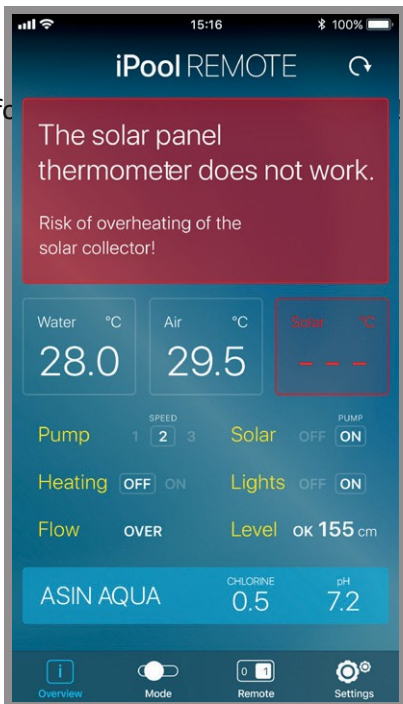 15:16
100%
iPool REMOTE
The solar panel
thermometer does not work.
Risk of overheating of the
solar collector!
Water °C Air °C Solar °C
28.0 29.5 ---
SPEED PUMP
Pump 1 2 3 Solar OFF ON
Heating OFF ON Lights OFF ON
Flow OVER Level OK 155 cm
CHLORINE pH
ASIN AQUA 0.5 7.2
i 0 1
Overview Mode Remote Settings